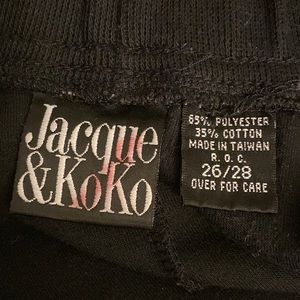 Jacque
&KoKo
65% POLYESTER
35% COTTON
MADE IN TAIWAN
R. O. C.
26/28
OVER FOR CARE